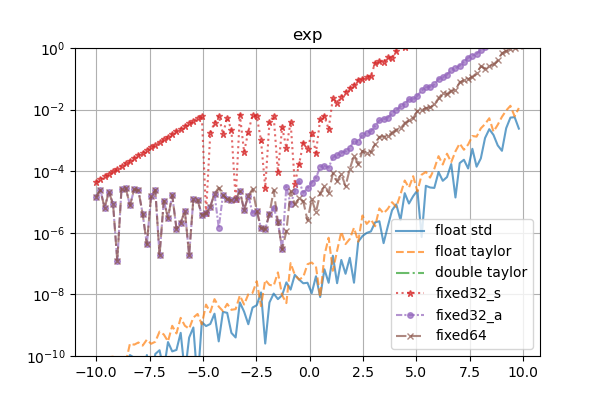 exp
10^0
10^−2
10^−4
10^−6
10^−8
10^−10
−10.0 −7.5 −5.0 −2.5 0.0 2.5 5.0 7.5 10.0
float std
float taylor
double taylor
fixed32_s
fixed32_a
fixed64